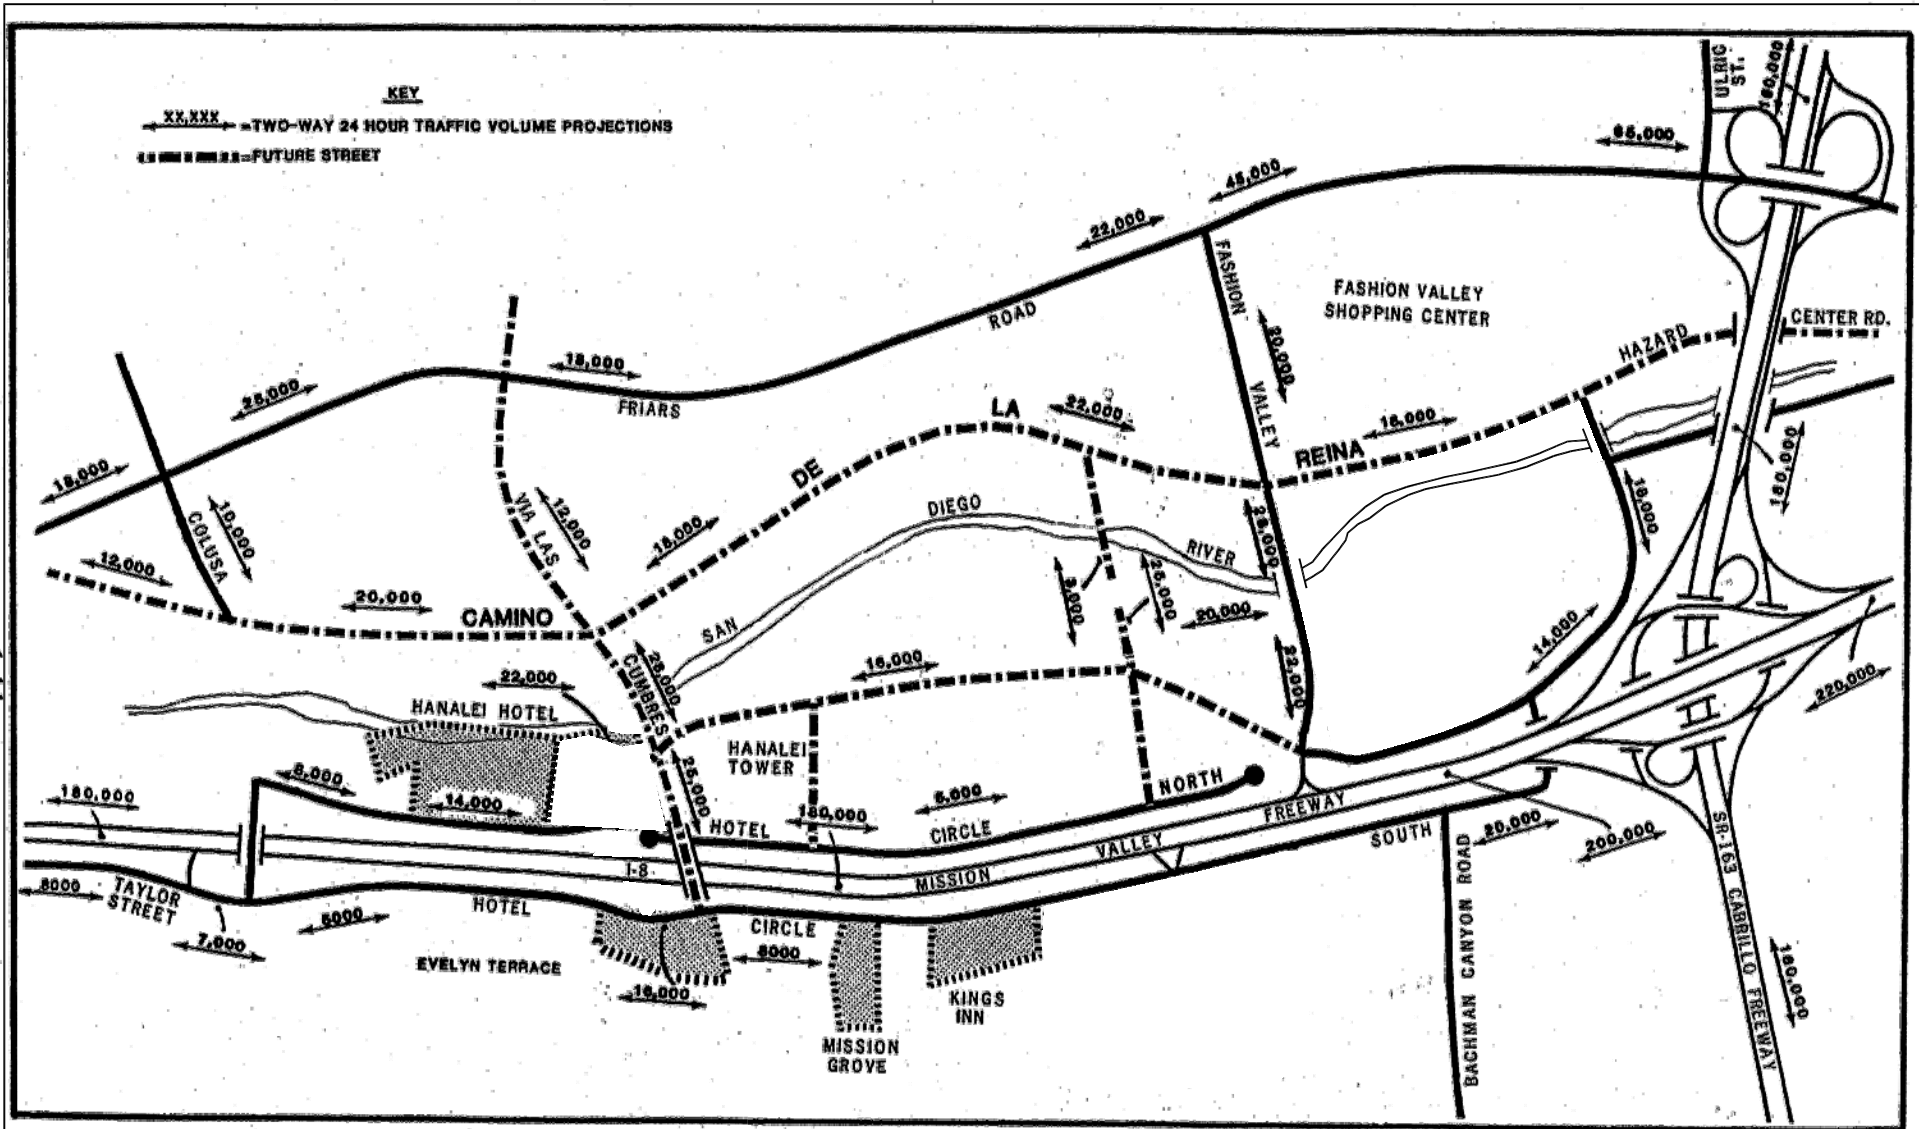 KEY
XX,XXX =TWO-WAY 24 HOUR TRAFFIC VOLUME PROJECTIONS
=FUTURE STREET
ULRIC
ST.
180,000
65,000
45,000
22,000
FASHION
VALLEY
FASHION VALLEY
SHOPPING CENTER
CENTER RD.
HAZARD
ROAD
20,000
18,000
25,000
FRIARS
LA
22,000
16,000
REINA
DE
18,000
10,000
COLUSA
VIA LAS
12,000
18,000
DIEGO
RIVER
28,000
18,000
180,000
12,000
20,000
CAMINO
SAN
3,000
25,000
20,000
14,000
CUMBRES
28,000
16,000
22,000
22,000
220,000
HANALEI HOTEL
HANALEI
TOWER
25,000
NORTH
180,000
8,000
14,000
HOTEL
180,000
5,000
CIRCLE
FREEWAY
VALLEY
MISSION
SOUTH
20,000
200,000
I-8
8000
TAYLOR
STREET
7,000
5000
HOTEL
CIRCLE
8000
EVELYN TERRACE
16,000
KINGS
INN
MISSION
GROVE
BACHMAN CANYON ROAD
SR-163 CABRILLO FREEWAY
180,000